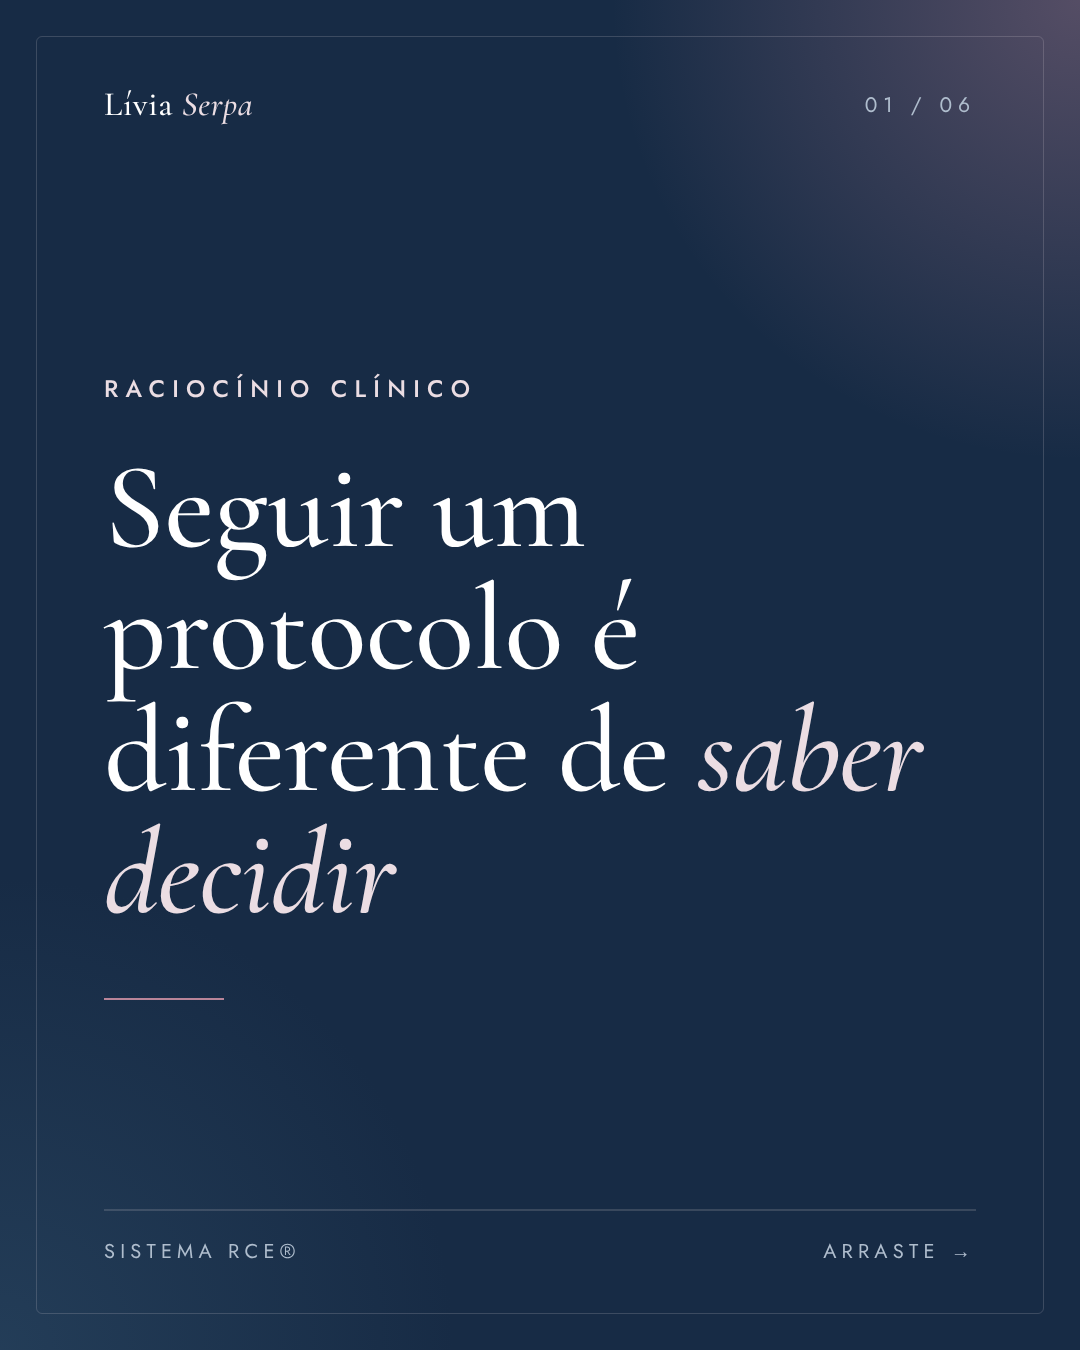 Lívia Serpa
01 / 06
RACIOCÍNIO CLÍNICO
Seguir um
protocolo é
diferente de saber
decidir
SISTEMA RCE®
ARRASTE →